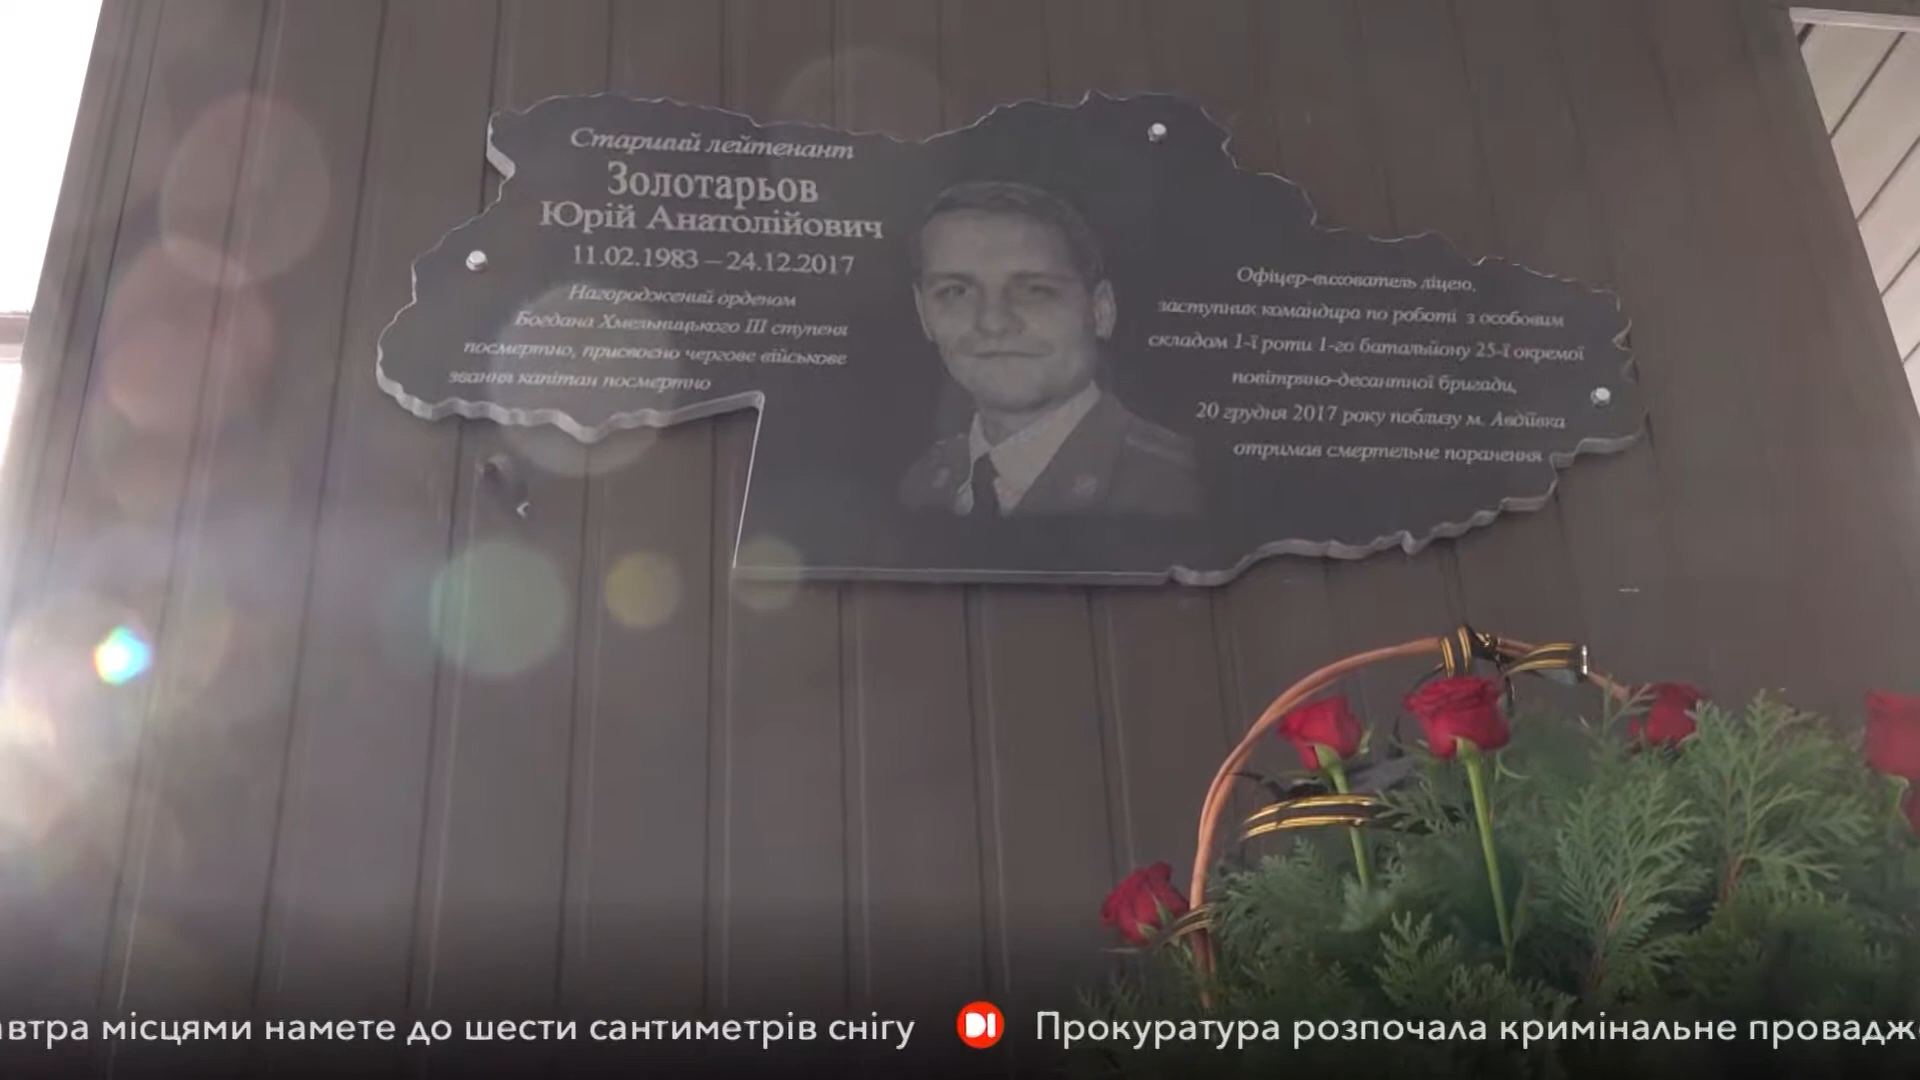 Старший лейтенант
Золотарьов
Юрій Анатолійович
11.02.1983 – 24.12.2017
Нагороджений орденом
Богдана Хмельницького III ступеня
посмертно, присвоєно чергове військове
звання капітан посмертно
Офіцер-вихователь ліцею,
заступник командира по роботі з особовим
складом 1-ї роти 1-го батальйону 25-ї окремої
повітряно-десантної бригади,
20 грудня 2017 року поблизу м. Авдіївка
отримав смертельне поранення
автра місцями намете до шести сантиметрів снігу DI Прокуратура розпочала кримінальне провадж